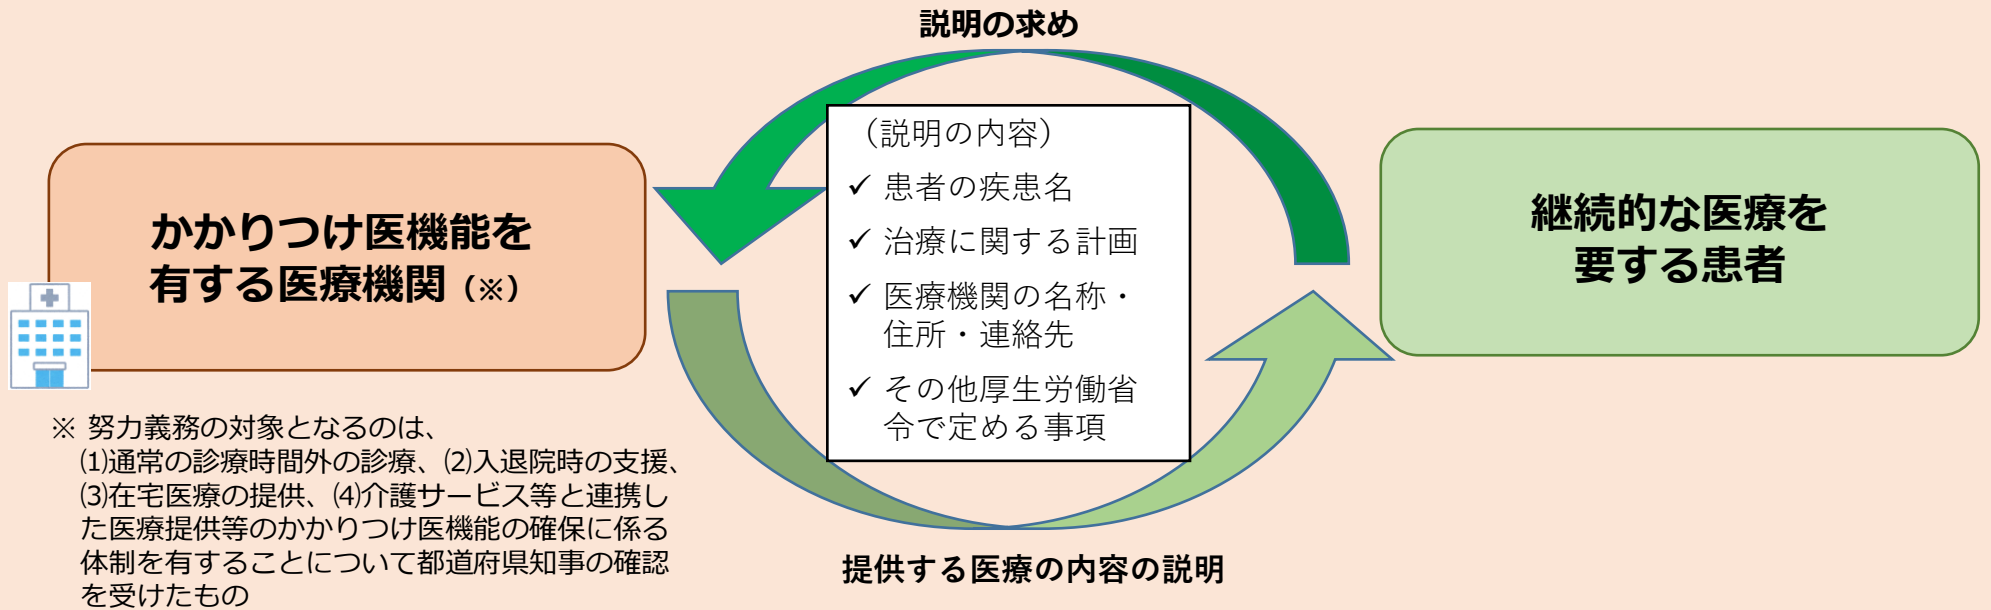 説明の求め
かかりつけ医機能を
有する医療機関（※）
（説明の内容）
✓ 患者の疾患名
✓ 治療に関する計画
✓ 医療機関の名称・
住所・連絡先
✓ その他厚生労働省
令で定める事項
継続的な医療を
要する患者
※ 努力義務の対象となるのは、
⑴通常の診療時間外の診療、⑵入退院時の支援、
⑶在宅医療の提供、⑷介護サービス等と連携し
た医療提供等のかかりつけ医機能の確保に係る
体制を有することについて都道府県知事の確認
を受けたもの
提供する医療の内容の説明